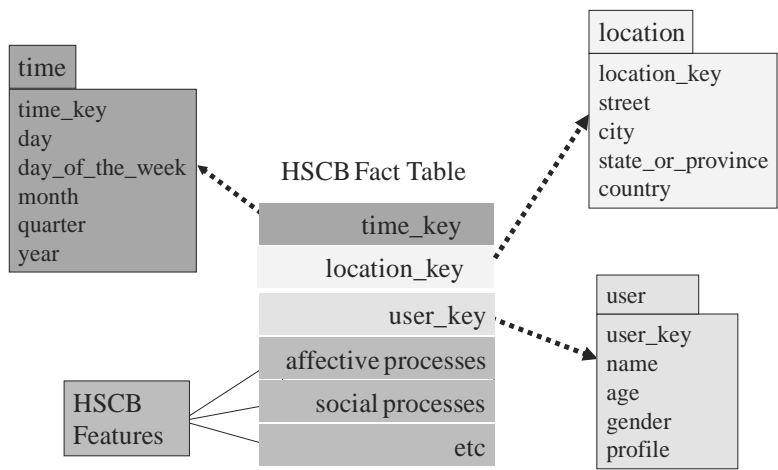 time
time_key
day
day_of_the_week
month
quarter
year
location
location_key
street
city
state_or_province
country
HSCB Fact Table
time_key
location_key
user_key
affective processes
social processes
etc
HSCB
Features
user
user_key
name
age
gender
profile